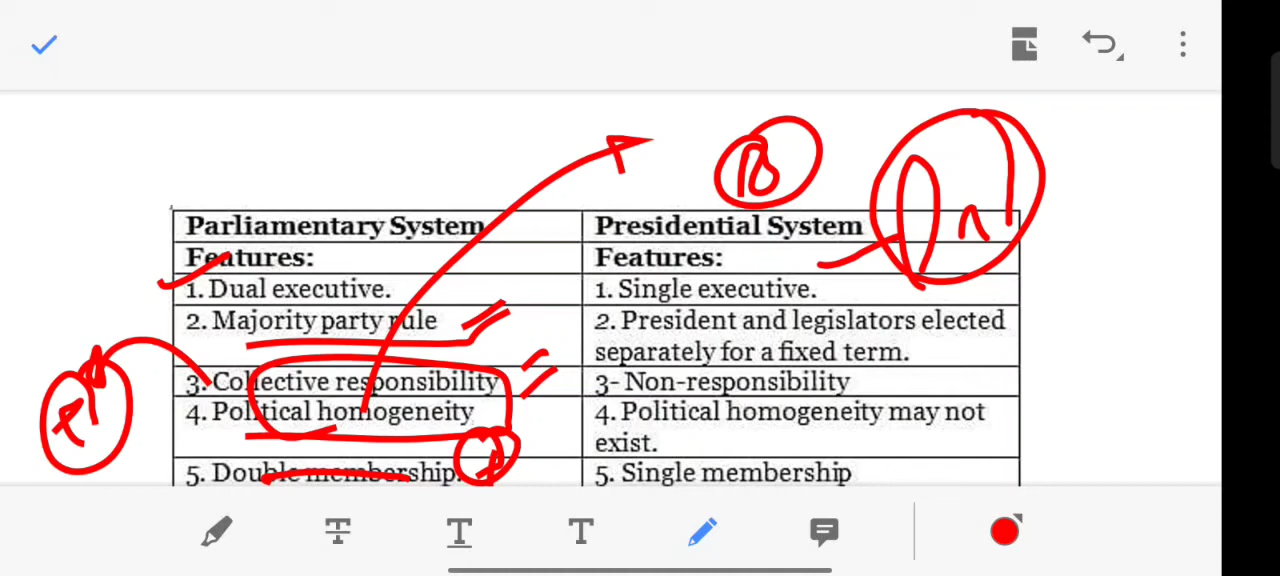 Parliamentary System
Presidential System
Features:
Features:
1. Dual executive.
1. Single executive.
2. Majority party rule
2. President and legislators elected
separately for a fixed term.
3. Collective responsibility
3- Non-responsibility
4. Political homogeneity
4. Political homogeneity may not
exist.
5. Double membership.
5. Single membership